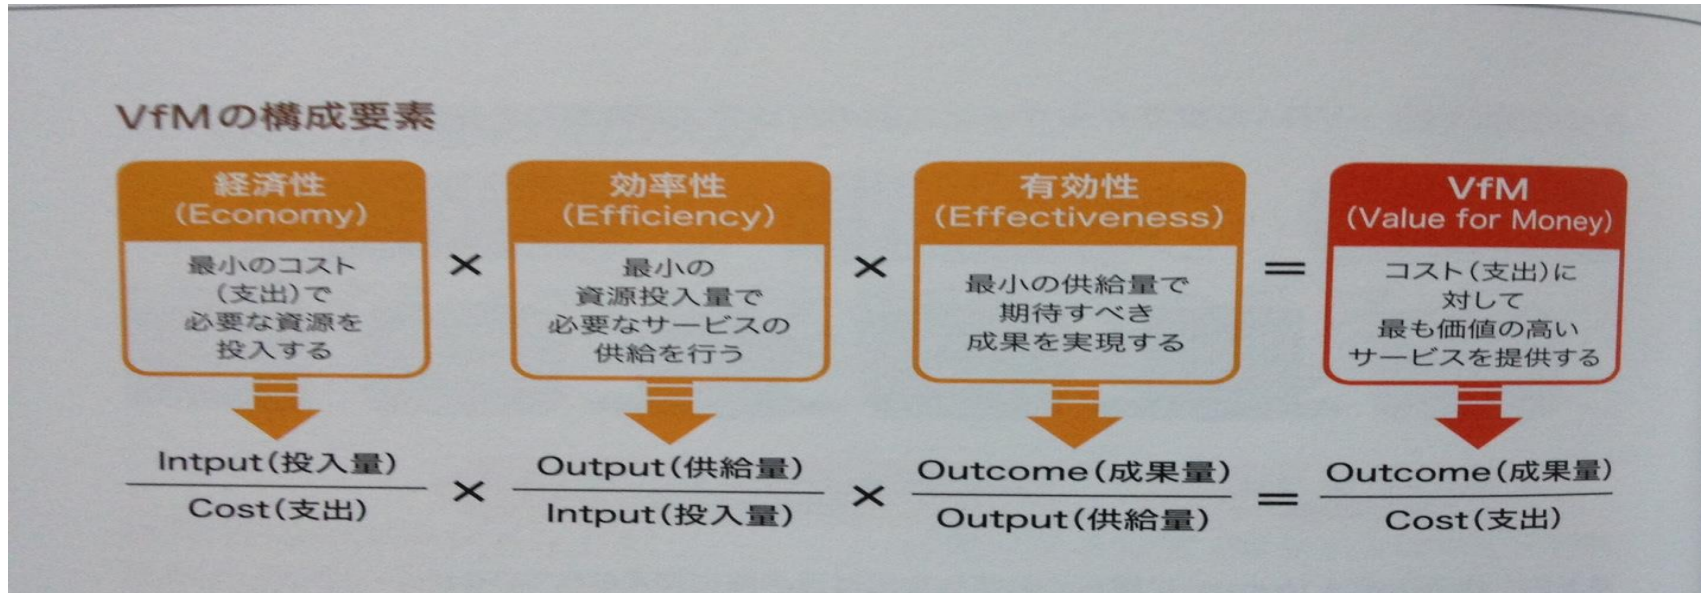 VfMの構成要素
経済性
(Economy)
最小のコスト
(支出)で
必要な資源を
投入する
×
効率性
(Efficiency)
最小の
資源投入量で
必要なサービスの
供給を行う
×
有効性
(Effectiveness)
最小の供給量で
期待すべき
成果を実現する
=
VfM
(Value for Money)
コスト(支出)に
対して
最も価値の高い
サービスを提供する
Intput(投入量)
Cost(支出)
×
Output(供給量)
Intput(投入量)
×
Outcome(成果量)
Output(供給量)
=
Outcome(成果量)
Cost(支出)